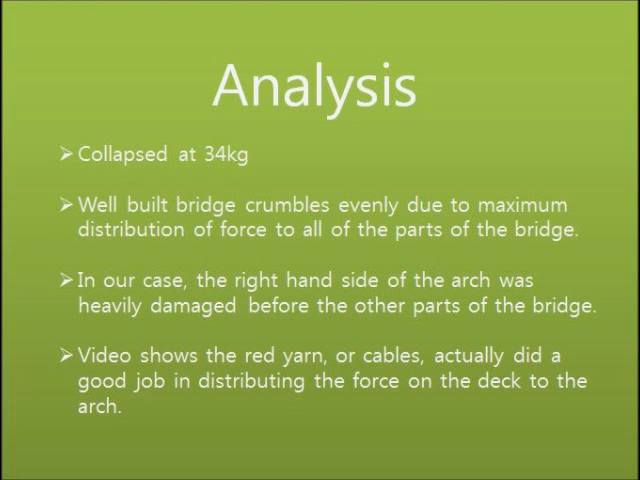 Analysis
Collapsed at 34kg
Well built bridge crumbles evenly due to maximum
distribution of force to all of the parts of the bridge.
In our case, the right hand side of the arch was
heavily damaged before the other parts of the bridge.
Video shows the red yarn, or cables, actually did a
good job in distributing the force on the deck to the
arch.